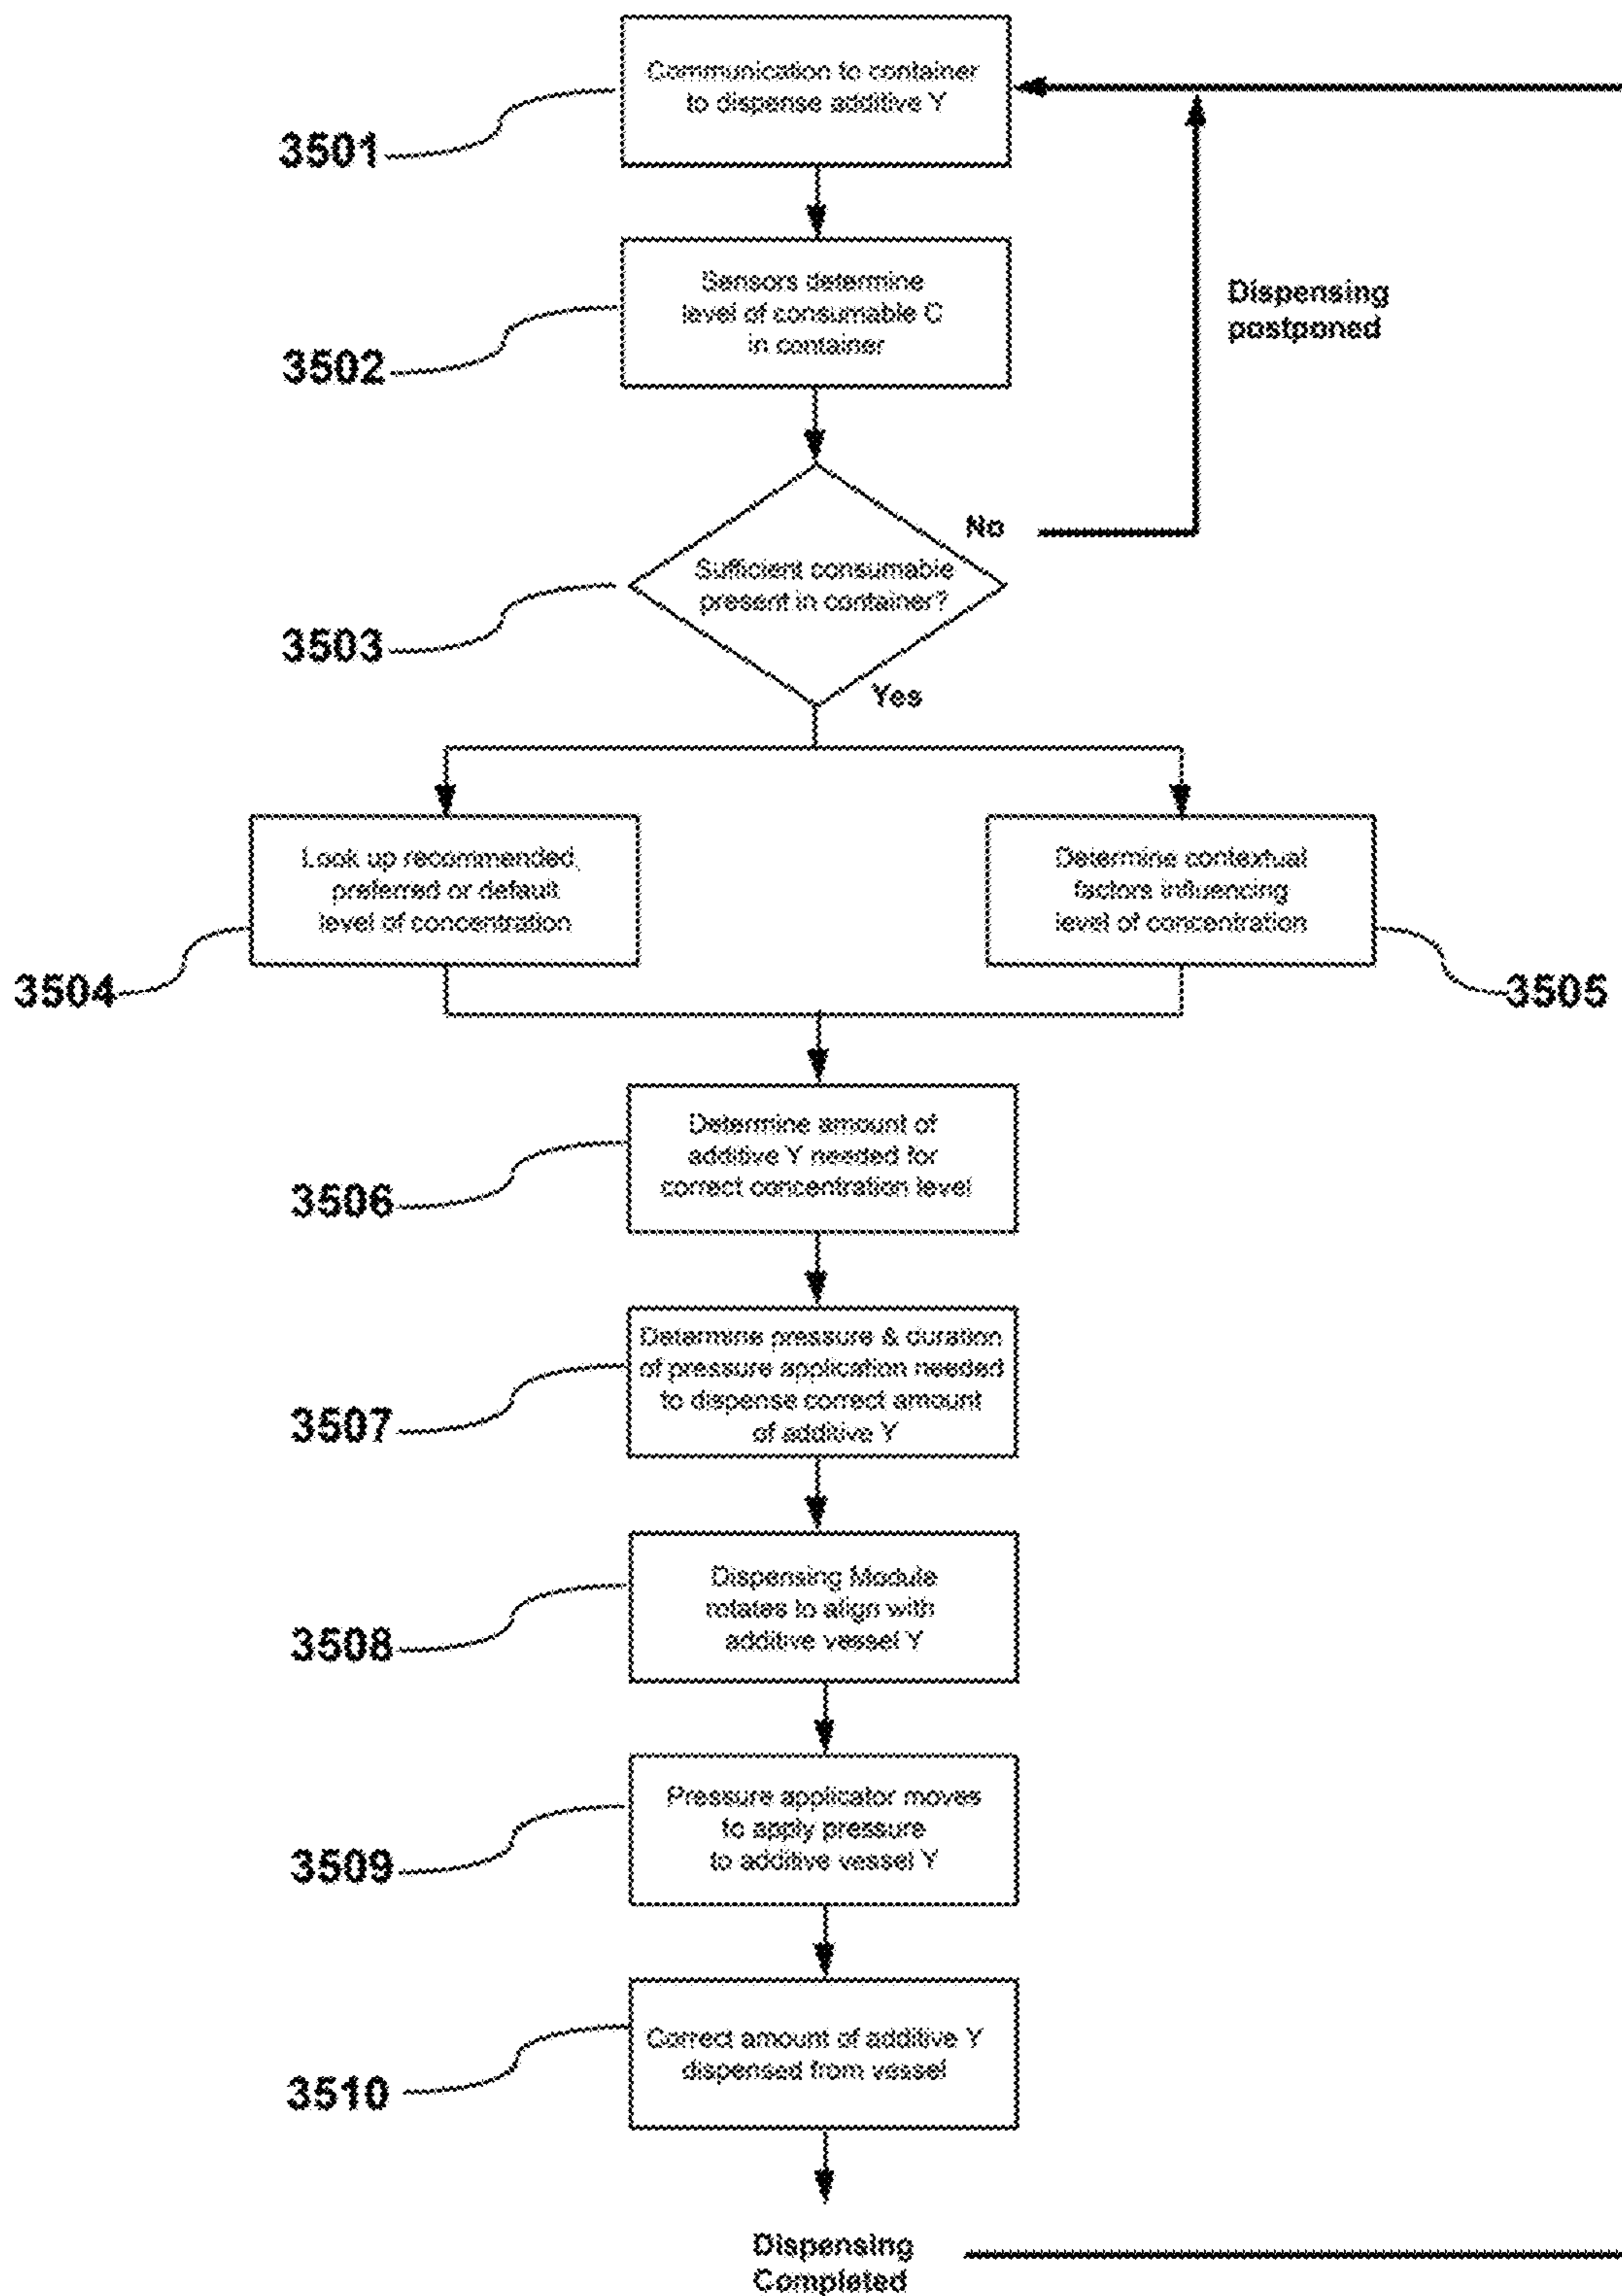 Communication to container
to dispense additive Y
3501
Sensors determine
level of consumable C
in container
3502
Dispensing
postponed
No
Sufficient consumable
present in container?
3503
Yes
Look up recommended,
preferred or default
level of concentration
3504
Determine contextual
factors influencing
level of concentration
3505
Determine amount of
additive Y needed for
correct concentration level
3506
Determine pressure & duration
of pressure application needed
to dispense correct amount
of additive Y
3507
Dispensing Module
rotates to align with
additive vessel Y
3508
Pressure applicator moves
to apply pressure
to additive vessel Y
3509
Correct amount of additive Y
dispensed from vessel
3510
Dispensing
Completed